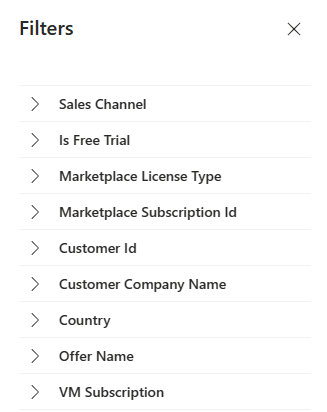 Filters
Sales Channel
Is Free Trial
Marketplace License Type
Marketplace Subscription Id
Customer Id
Customer Company Name
Country
Offer Name
VM Subscription